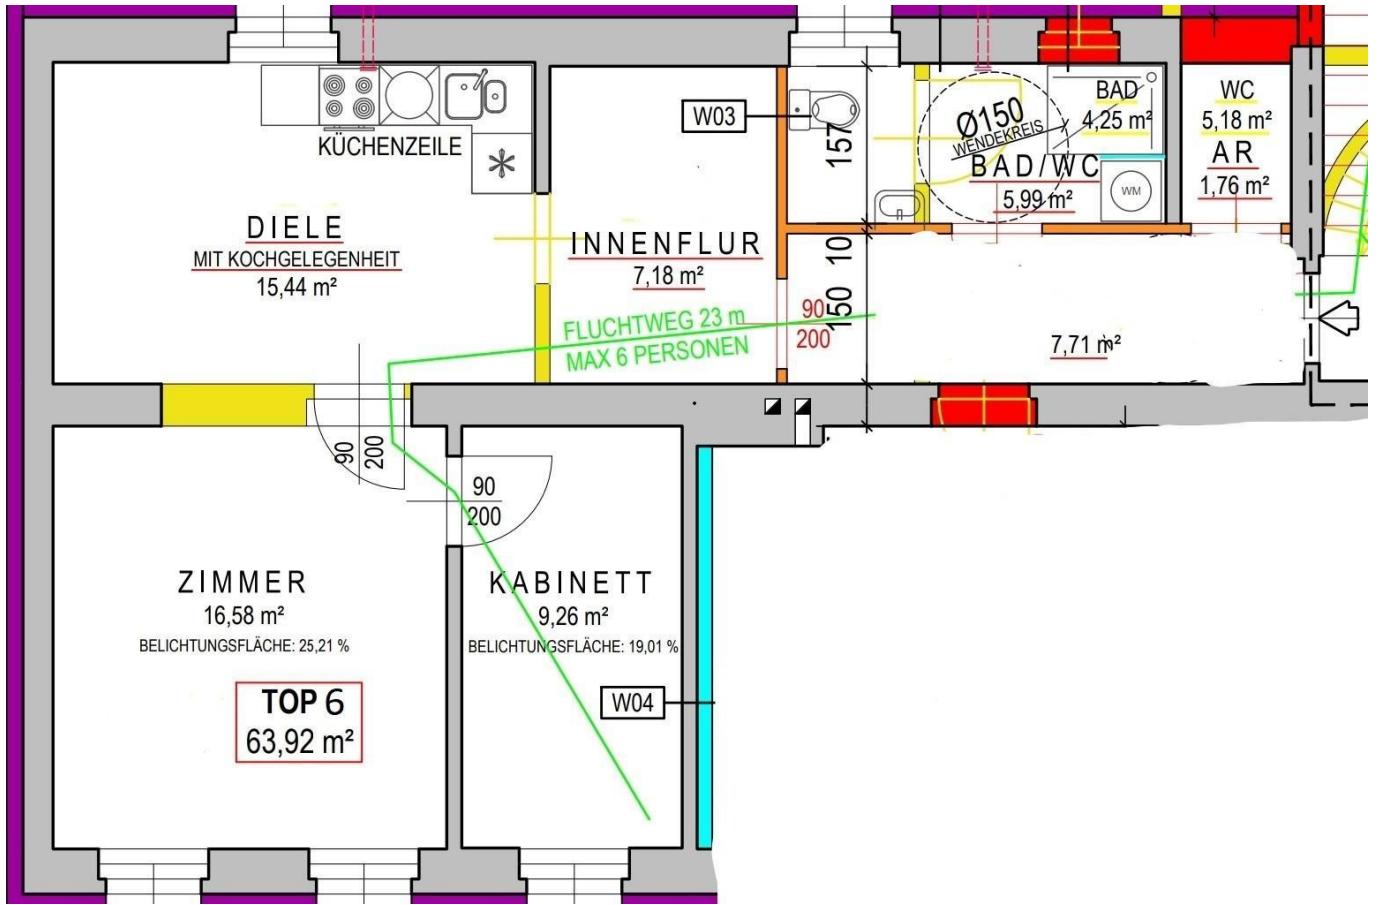 KÜCHENZEILE
DIELE
MIT KOCHGELEGENHEIT
15,44 m²
INNENFLUR
7,18 m²
FLUCHTWEG 23 m
MAX 6 PERSONEN
W03
157
Ø150
WENDEKREIS
BAD
4,25 m²
BAD/WC
5,99 m²
WM
WC
5,18 m²
AR
1,76 m²
10
150
90
200
7,71 m²
90
200
90
200
ZIMMER
16,58 m²
BELICHTUNGSFLÄCHE: 25,21 %
KABINETT
9,26 m²
BELICHTUNGSFLÄCHE: 19,01 %
TOP 6
63,92 m²
W04